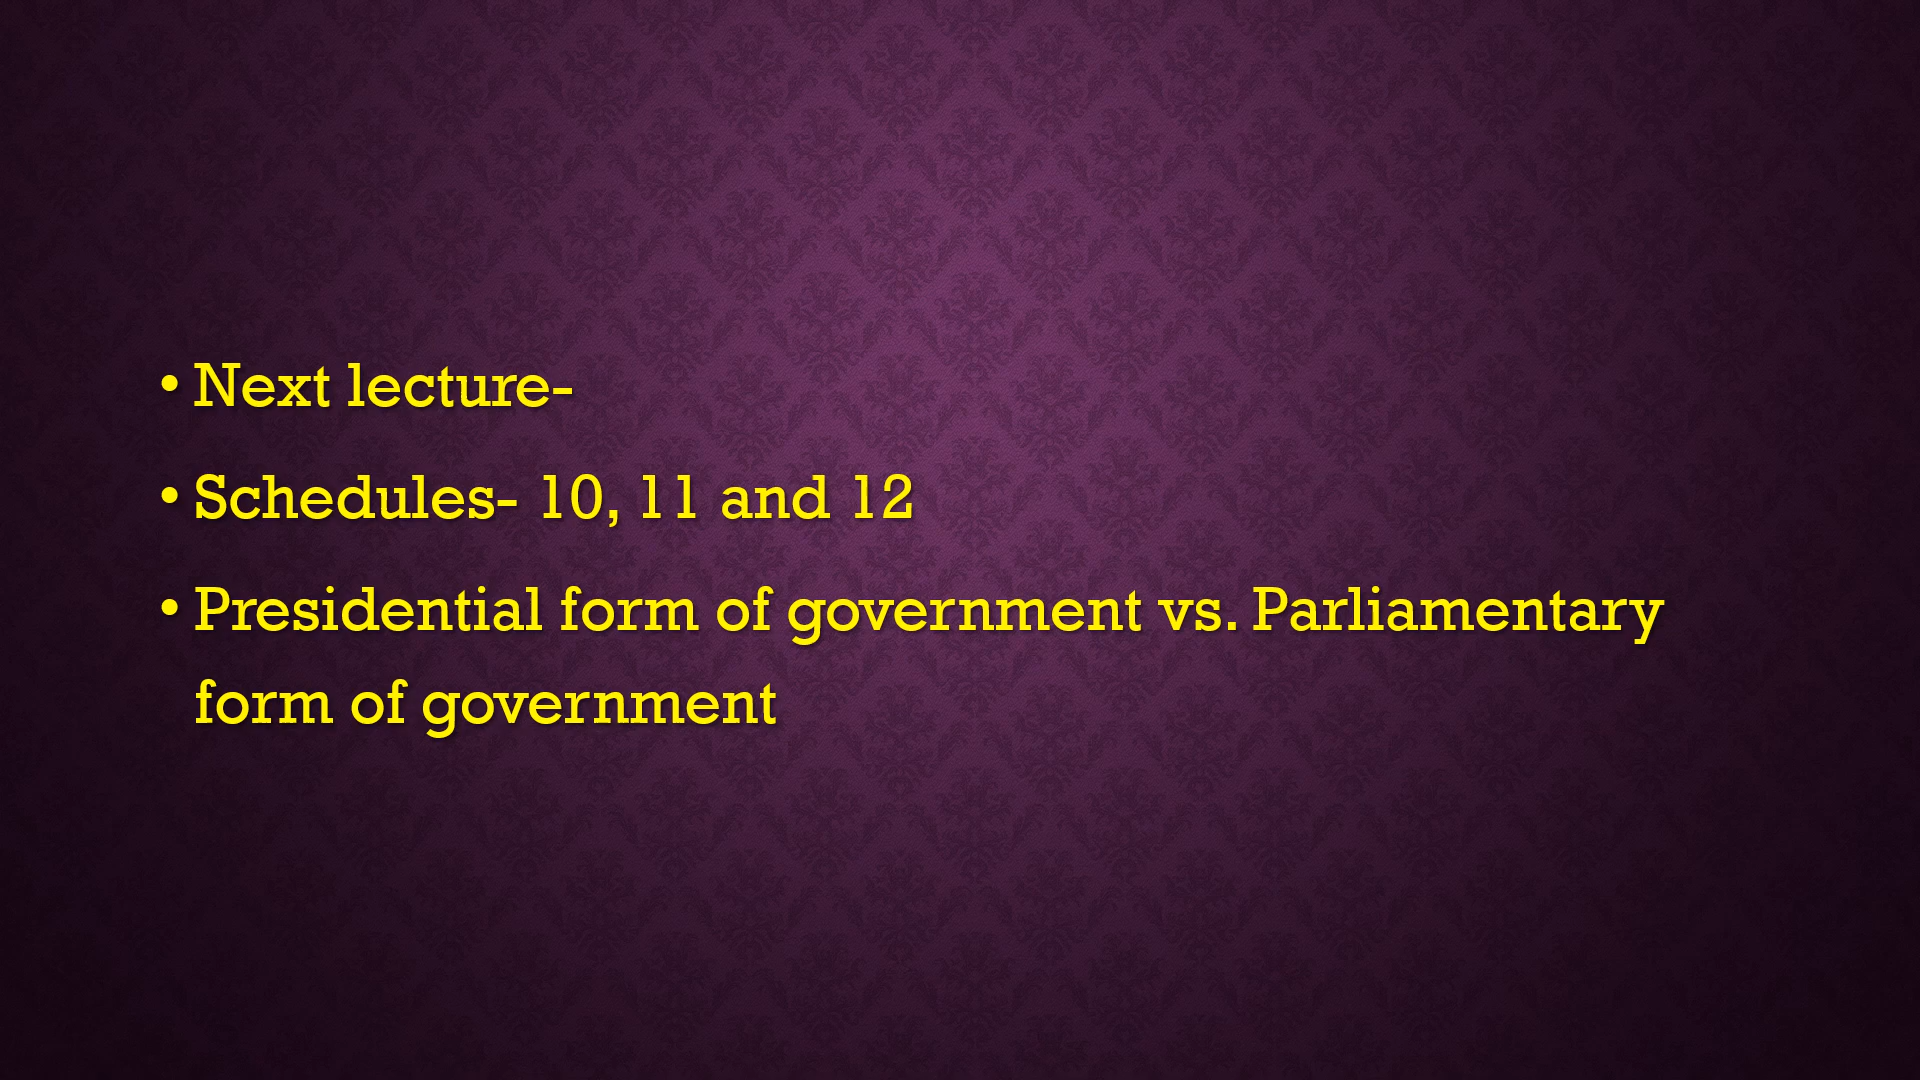 • Next lecture-
• Schedules- 10, 11 and 12
• Presidential form of government vs. Parliamentary
form of government